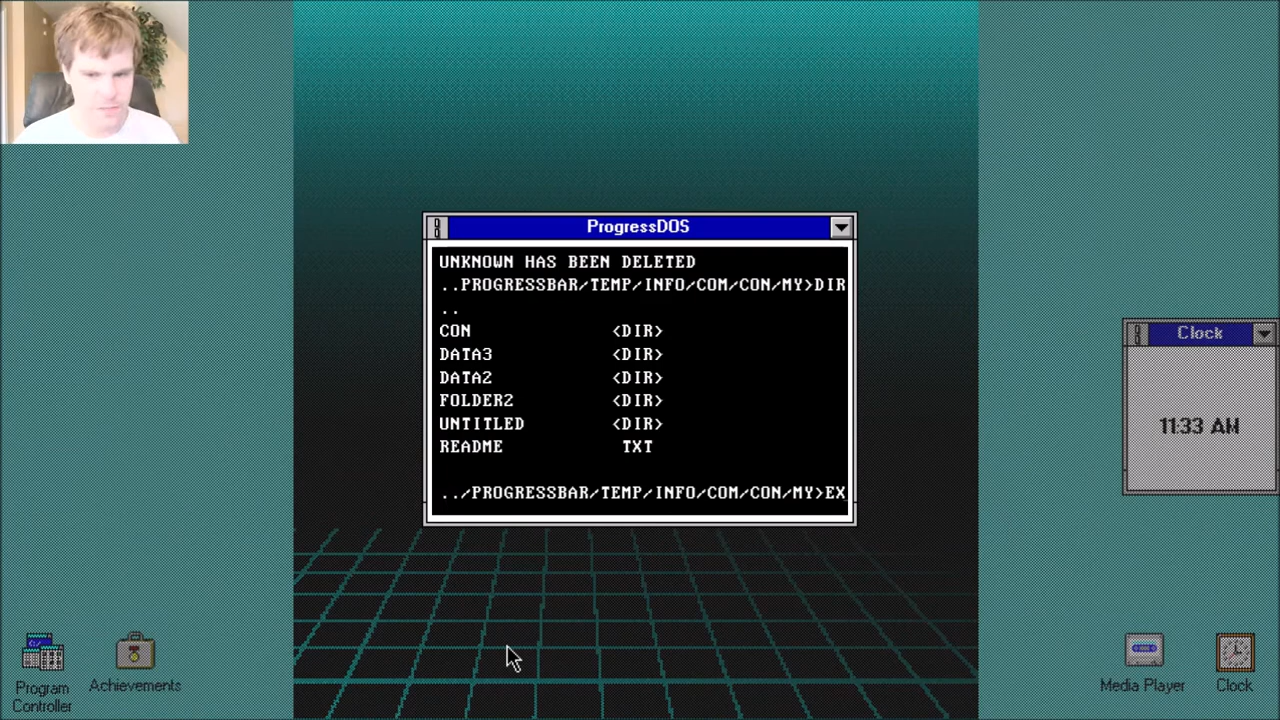 ProgressDOS
UNKNOWN HAS BEEN DELETED
..PROGRESSBAR/TEMP/INFO/COM/CON/MY>DIR
..
CON <DIR>
DATA3 <DIR>
DATA2 <DIR>
FOLDER2 <DIR>
UNTITLED <DIR>
README TXT
../PROGRESSBAR/TEMP/INFO/COM/CON/MY>EX_
Clock
11:33 AM
Program
Controller
Achievements
Media Player
Clock